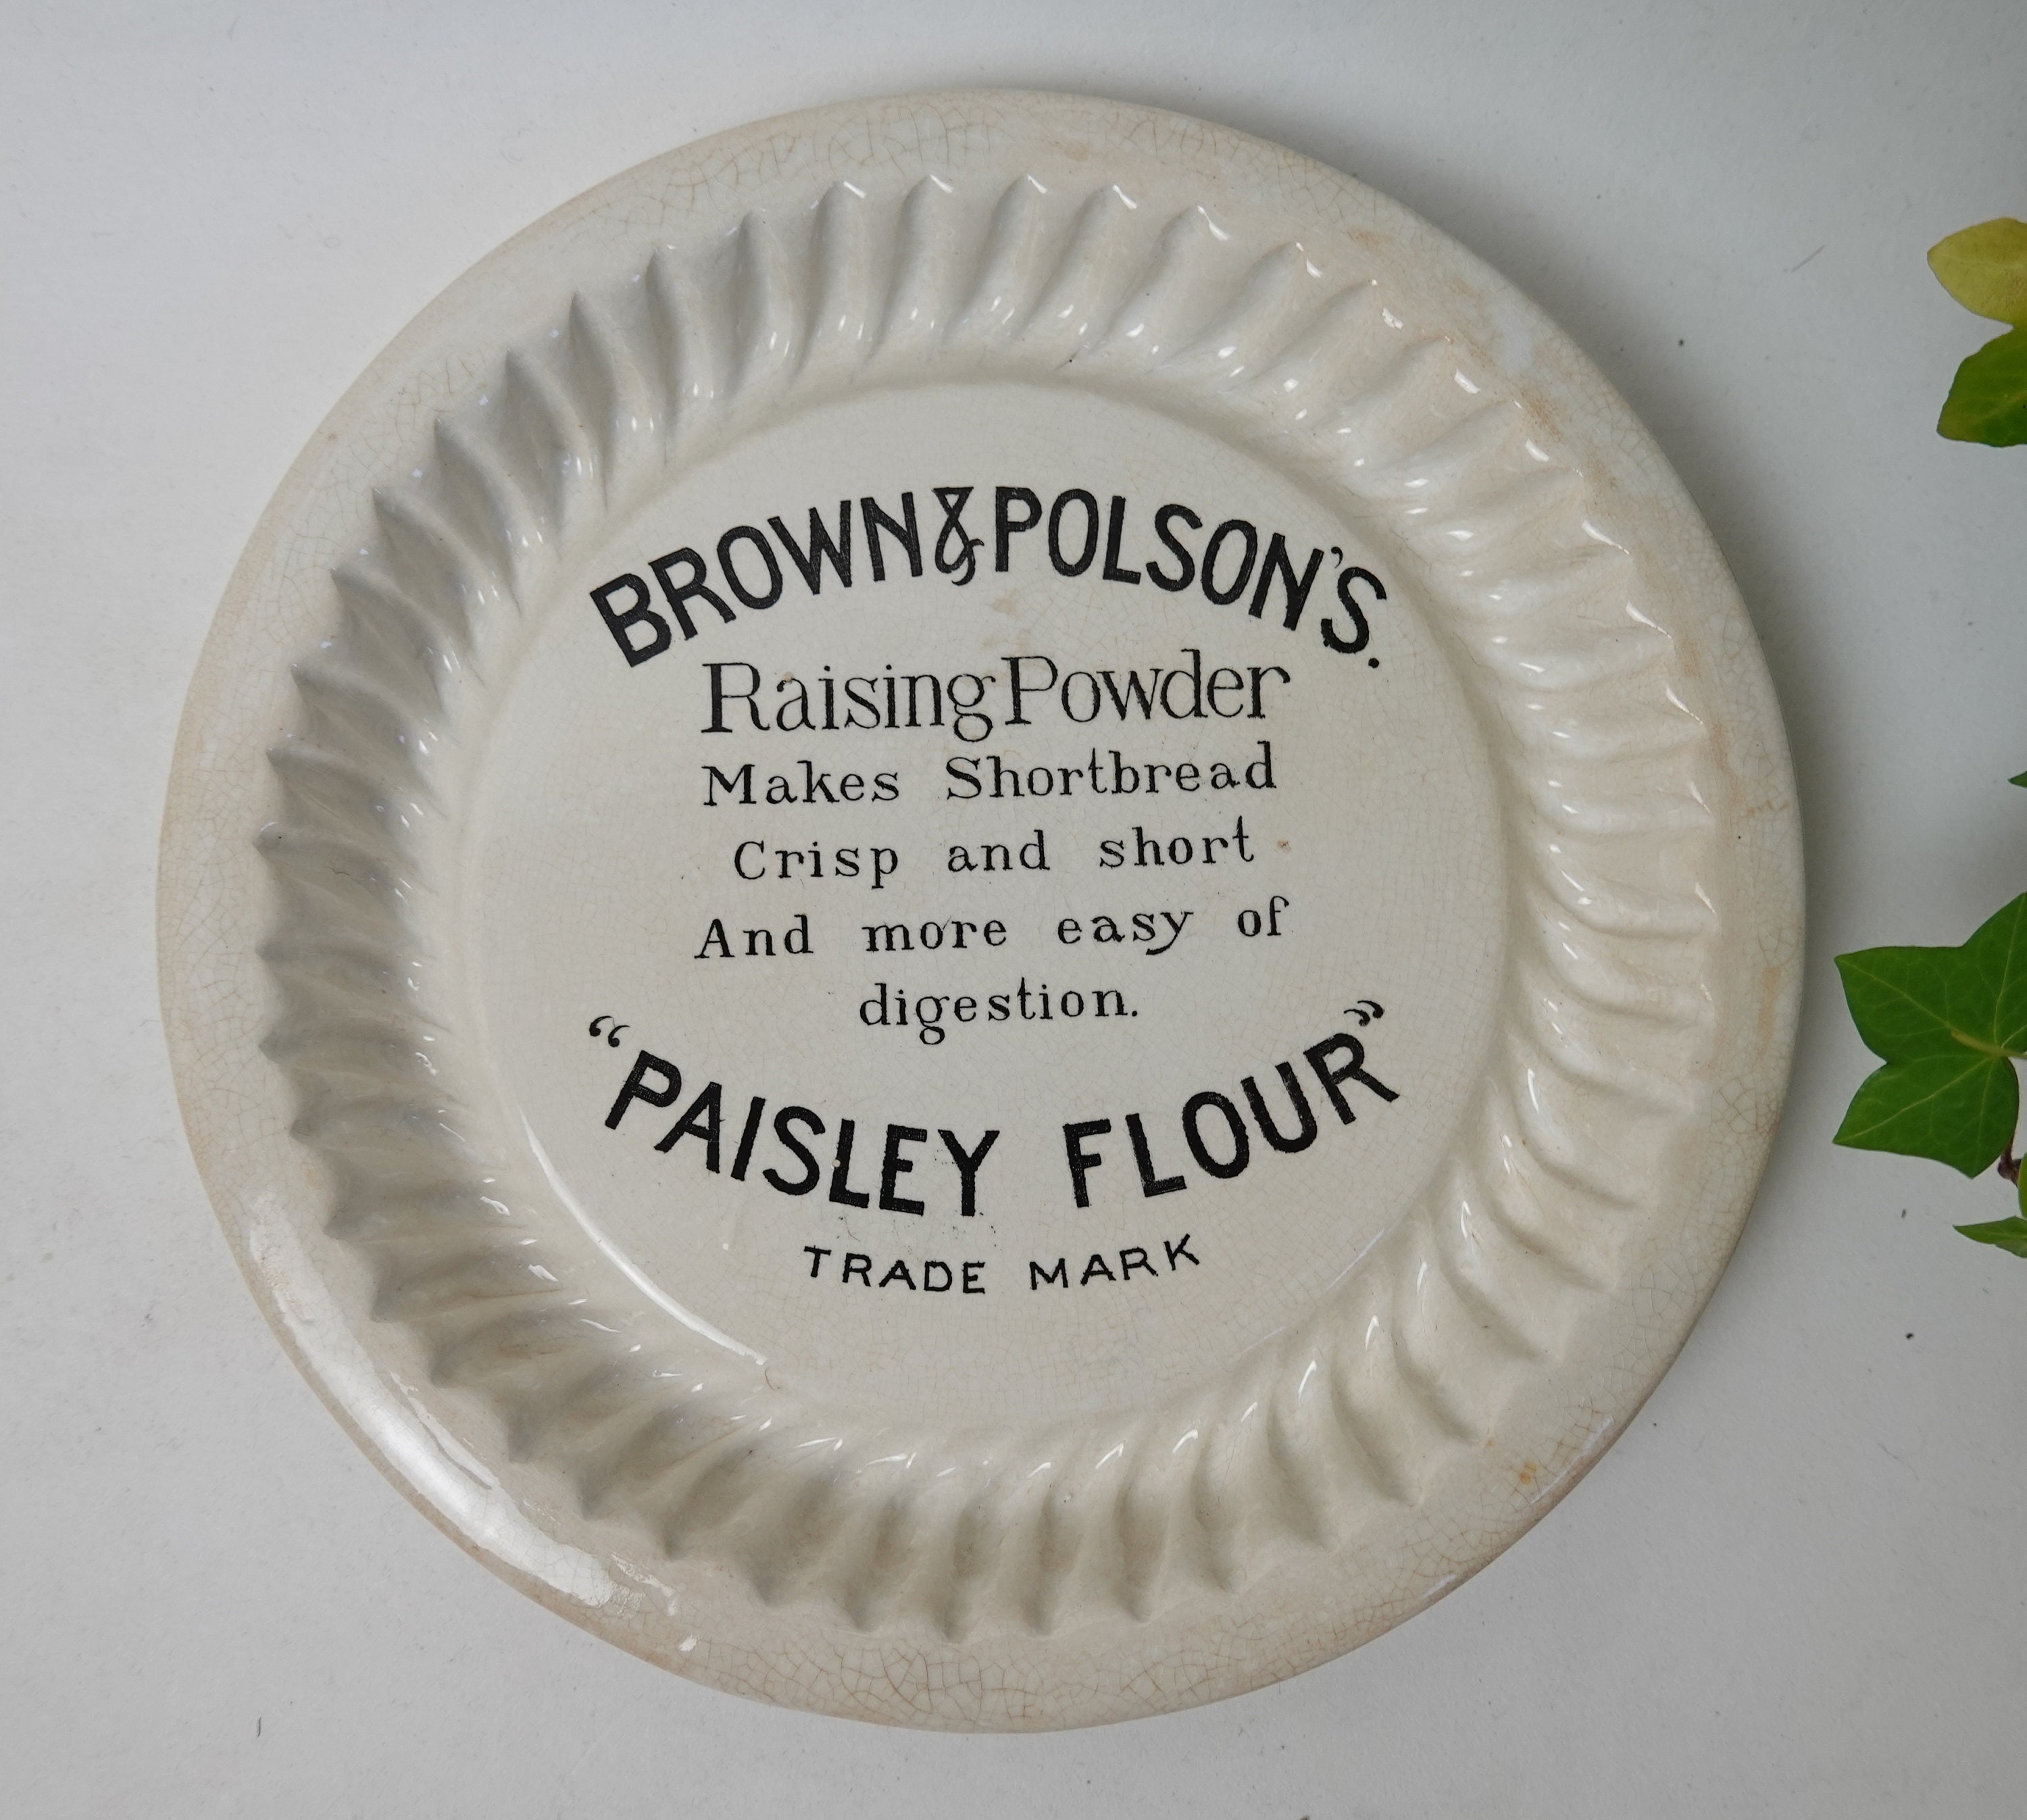 BROWN & POLSON'S.
Raising Powder
Makes Shortbread
Crisp and short
And more easy of
digestion.
“PAISLEY FLOUR”
TRADE MARK